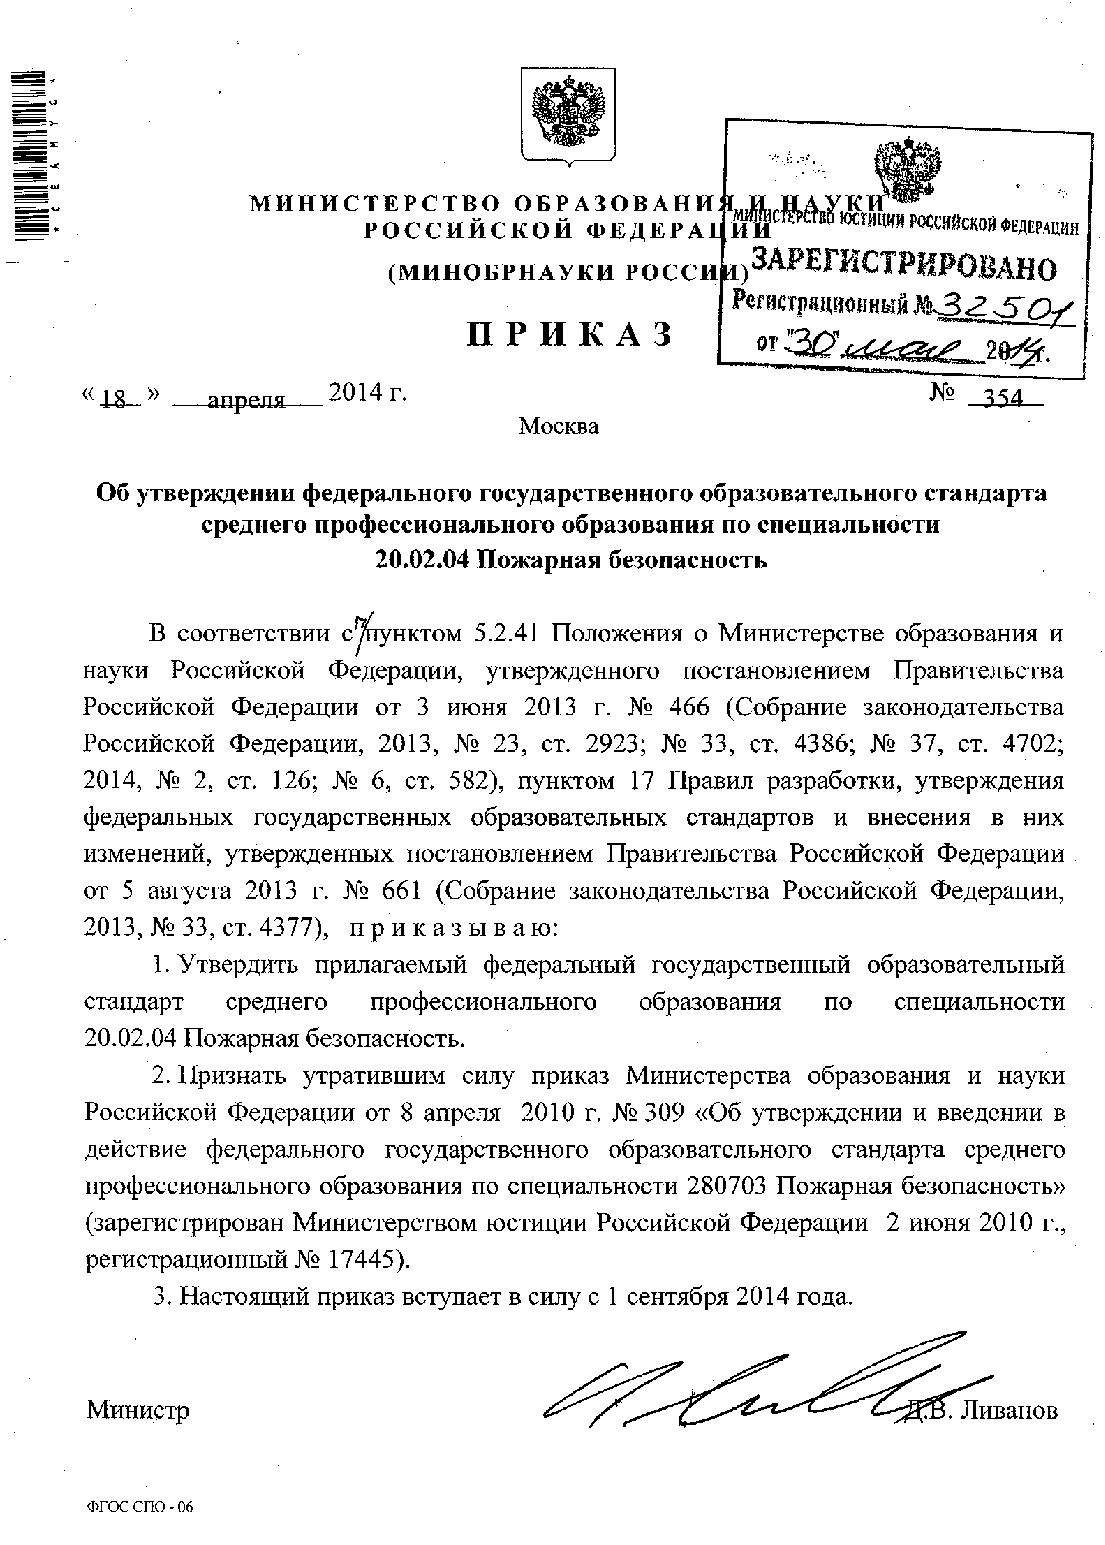 МИНИСТЕРСТВО ОБРАЗОВАНИЯ И НАУКИ
РОССИЙСКОЙ ФЕДЕРАЦИИ
(МИНОБРНАУКИ РОССИИ)
МИНИСТЕРСТВО ЮСТИЦИИ РОССИЙСКОЙ ФЕДЕРАЦИИ
ЗАРЕГИСТРИРОВАНО
Регистрационный № 32501
от "30" мая 2014г.
ПРИКАЗ
« 18 » апреля 2014 г.
№ 354
Москва
Об утверждении федерального государственного образовательного стандарта
среднего профессионального образования по специальности
20.02.04 Пожарная безопасность
В соответствии с пунктом 5.2.41 Положения о Министерстве образования и
науки Российской Федерации, утвержденного постановлением Правительства
Российской Федерации от 3 июня 2013 г. № 466 (Собрание законодательства
Российской Федерации, 2013, № 23, ст. 2923; № 33, ст. 4386; № 37, ст. 4702;
2014, № 2, ст. 126; № 6, ст. 582), пунктом 17 Правил разработки, утверждения
федеральных государственных образовательных стандартов и внесения в них
изменений, утвержденных постановлением Правительства Российской Федерации
от 5 августа 2013 г. № 661 (Собрание законодательства Российской Федерации,
2013, № 33, ст. 4377), п р и к а з ы в а ю:
1. Утвердить прилагаемый федеральный государственный образовательный
стандарт среднего профессионального образования по специальности
20.02.04 Пожарная безопасность.
2. Признать утратившим силу приказ Министерства образования и науки
Российской Федерации от 8 апреля 2010 г. № 309 «Об утверждении и введении в
действие федерального государственного образовательного стандарта среднего
профессионального образования по специальности 280703 Пожарная безопасность»
(зарегистрирован Министерством юстиции Российской Федерации 2 июня 2010 г.,
регистрационный № 17445).
3. Настоящий приказ вступает в силу с 1 сентября 2014 года.
Министр
Д.В. Ливанов
ФГОС СПО - 06